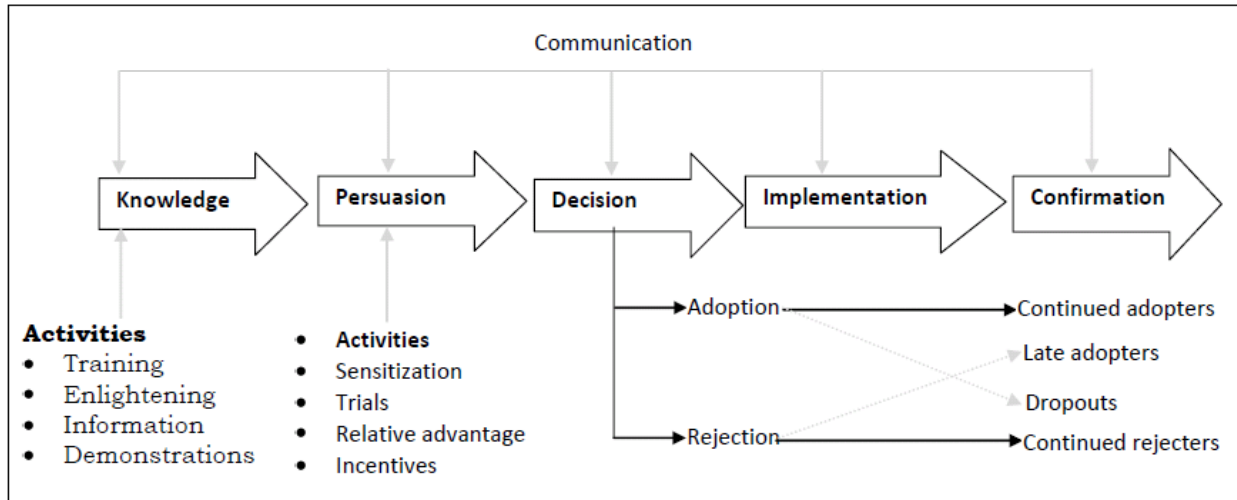 Communication
Knowledge
Persuasion
Decision
Implementation
Confirmation
Activities
• Training
• Enlightening
• Information
• Demonstrations
• Activities
• Sensitization
• Trials
• Relative advantage
• Incentives
Adoption
Rejection
Continued adopters
Late adopters
Dropouts
Continued rejecters